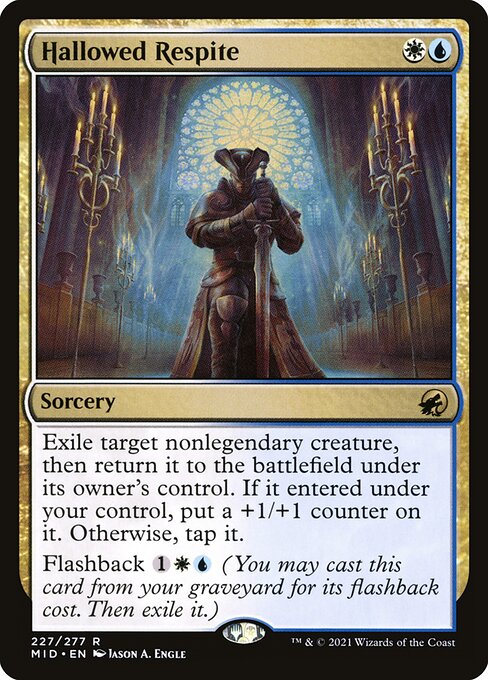 Hallowed Respite
Sorcery
Exile target nonlegendary creature,
then return it to the battlefield under
its owner's control. If it entered under
your control, put a +1/+1 counter on
it. Otherwise, tap it.
Flashback 1 (You may cast this
card from your graveyard for its flashback
cost. Then exile it.)
227/277 R
MID • EN Jason A. Engle
™ & © 2021 Wizards of the Coast